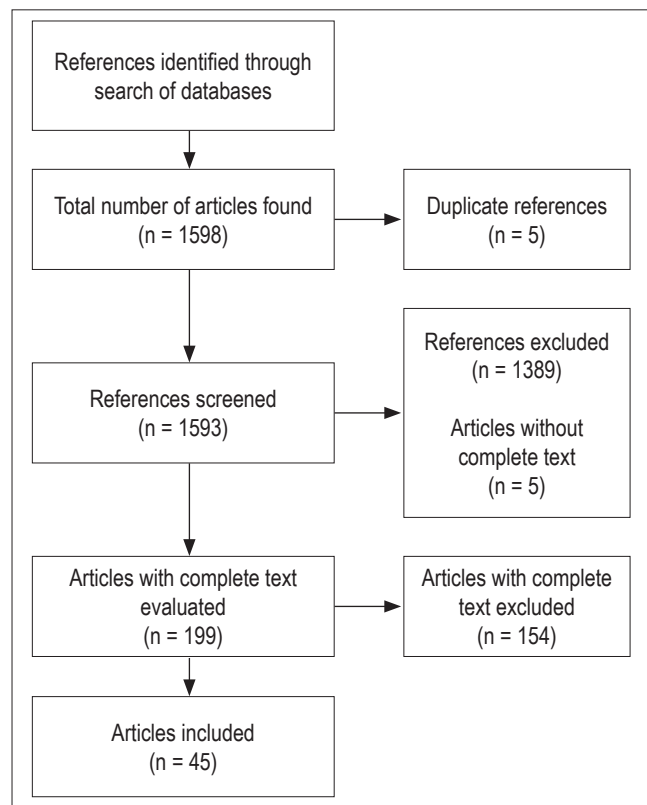 References identified through
search of databases
Total number of articles found
(n = 1598)
Duplicate references
(n = 5)
References excluded
(n = 1389)
Articles without
complete text
(n = 5)
References screened
(n = 1593)
Articles with complete text
evaluated
(n = 199)
Articles with complete
text excluded
(n = 154)
Articles included
(n = 45)